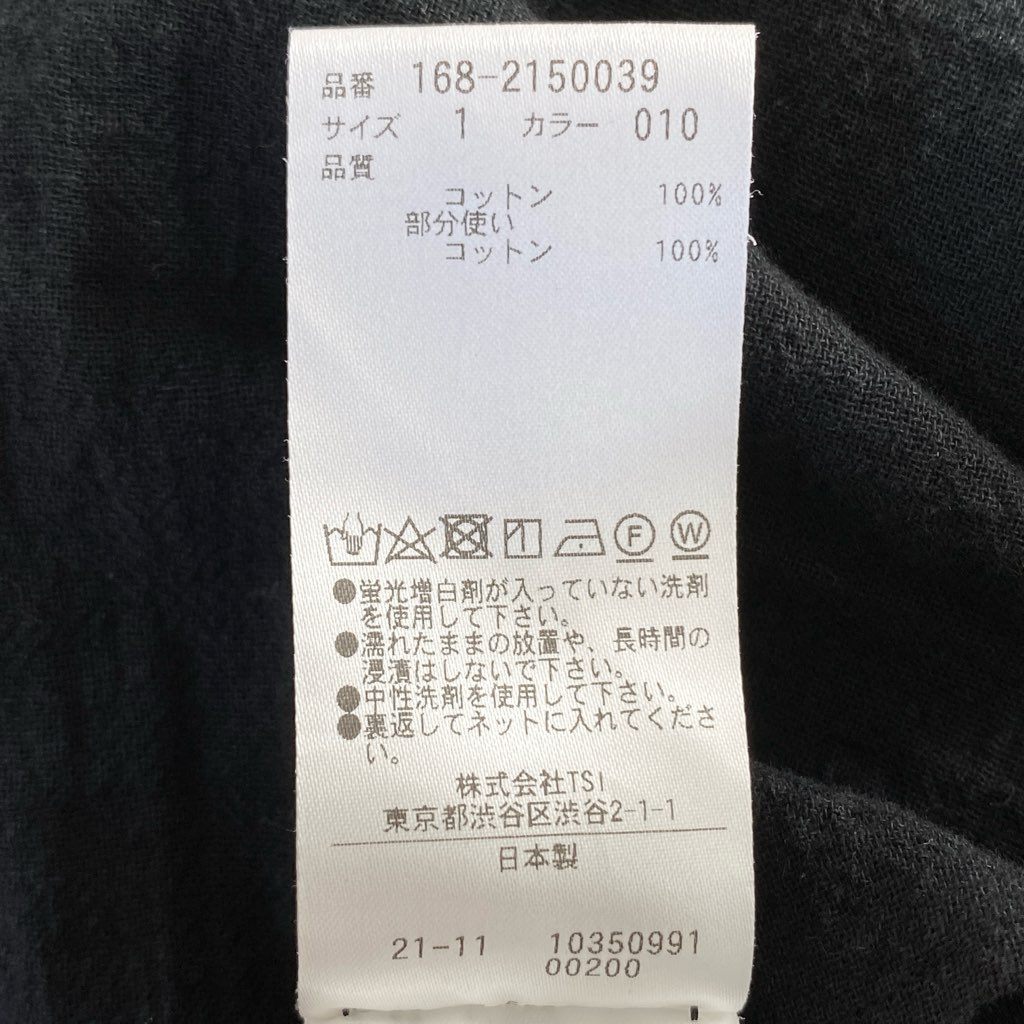 品番 168-2150039
サイズ 1 カラー 010
品質
コットン 100%
部分使い
コットン 100%
F W
●蛍光増白剤が入っていない洗剤
を使用して下さい。
●濡れたままの放置や、長時間の
浸漬はしないで下さい。
●中性洗剤を使用して下さい。
●裏返してネットに入れてくださ
い。
株式会社TSI
東京都渋谷区渋谷2-1-1
日本製
21-11 10350991
00200